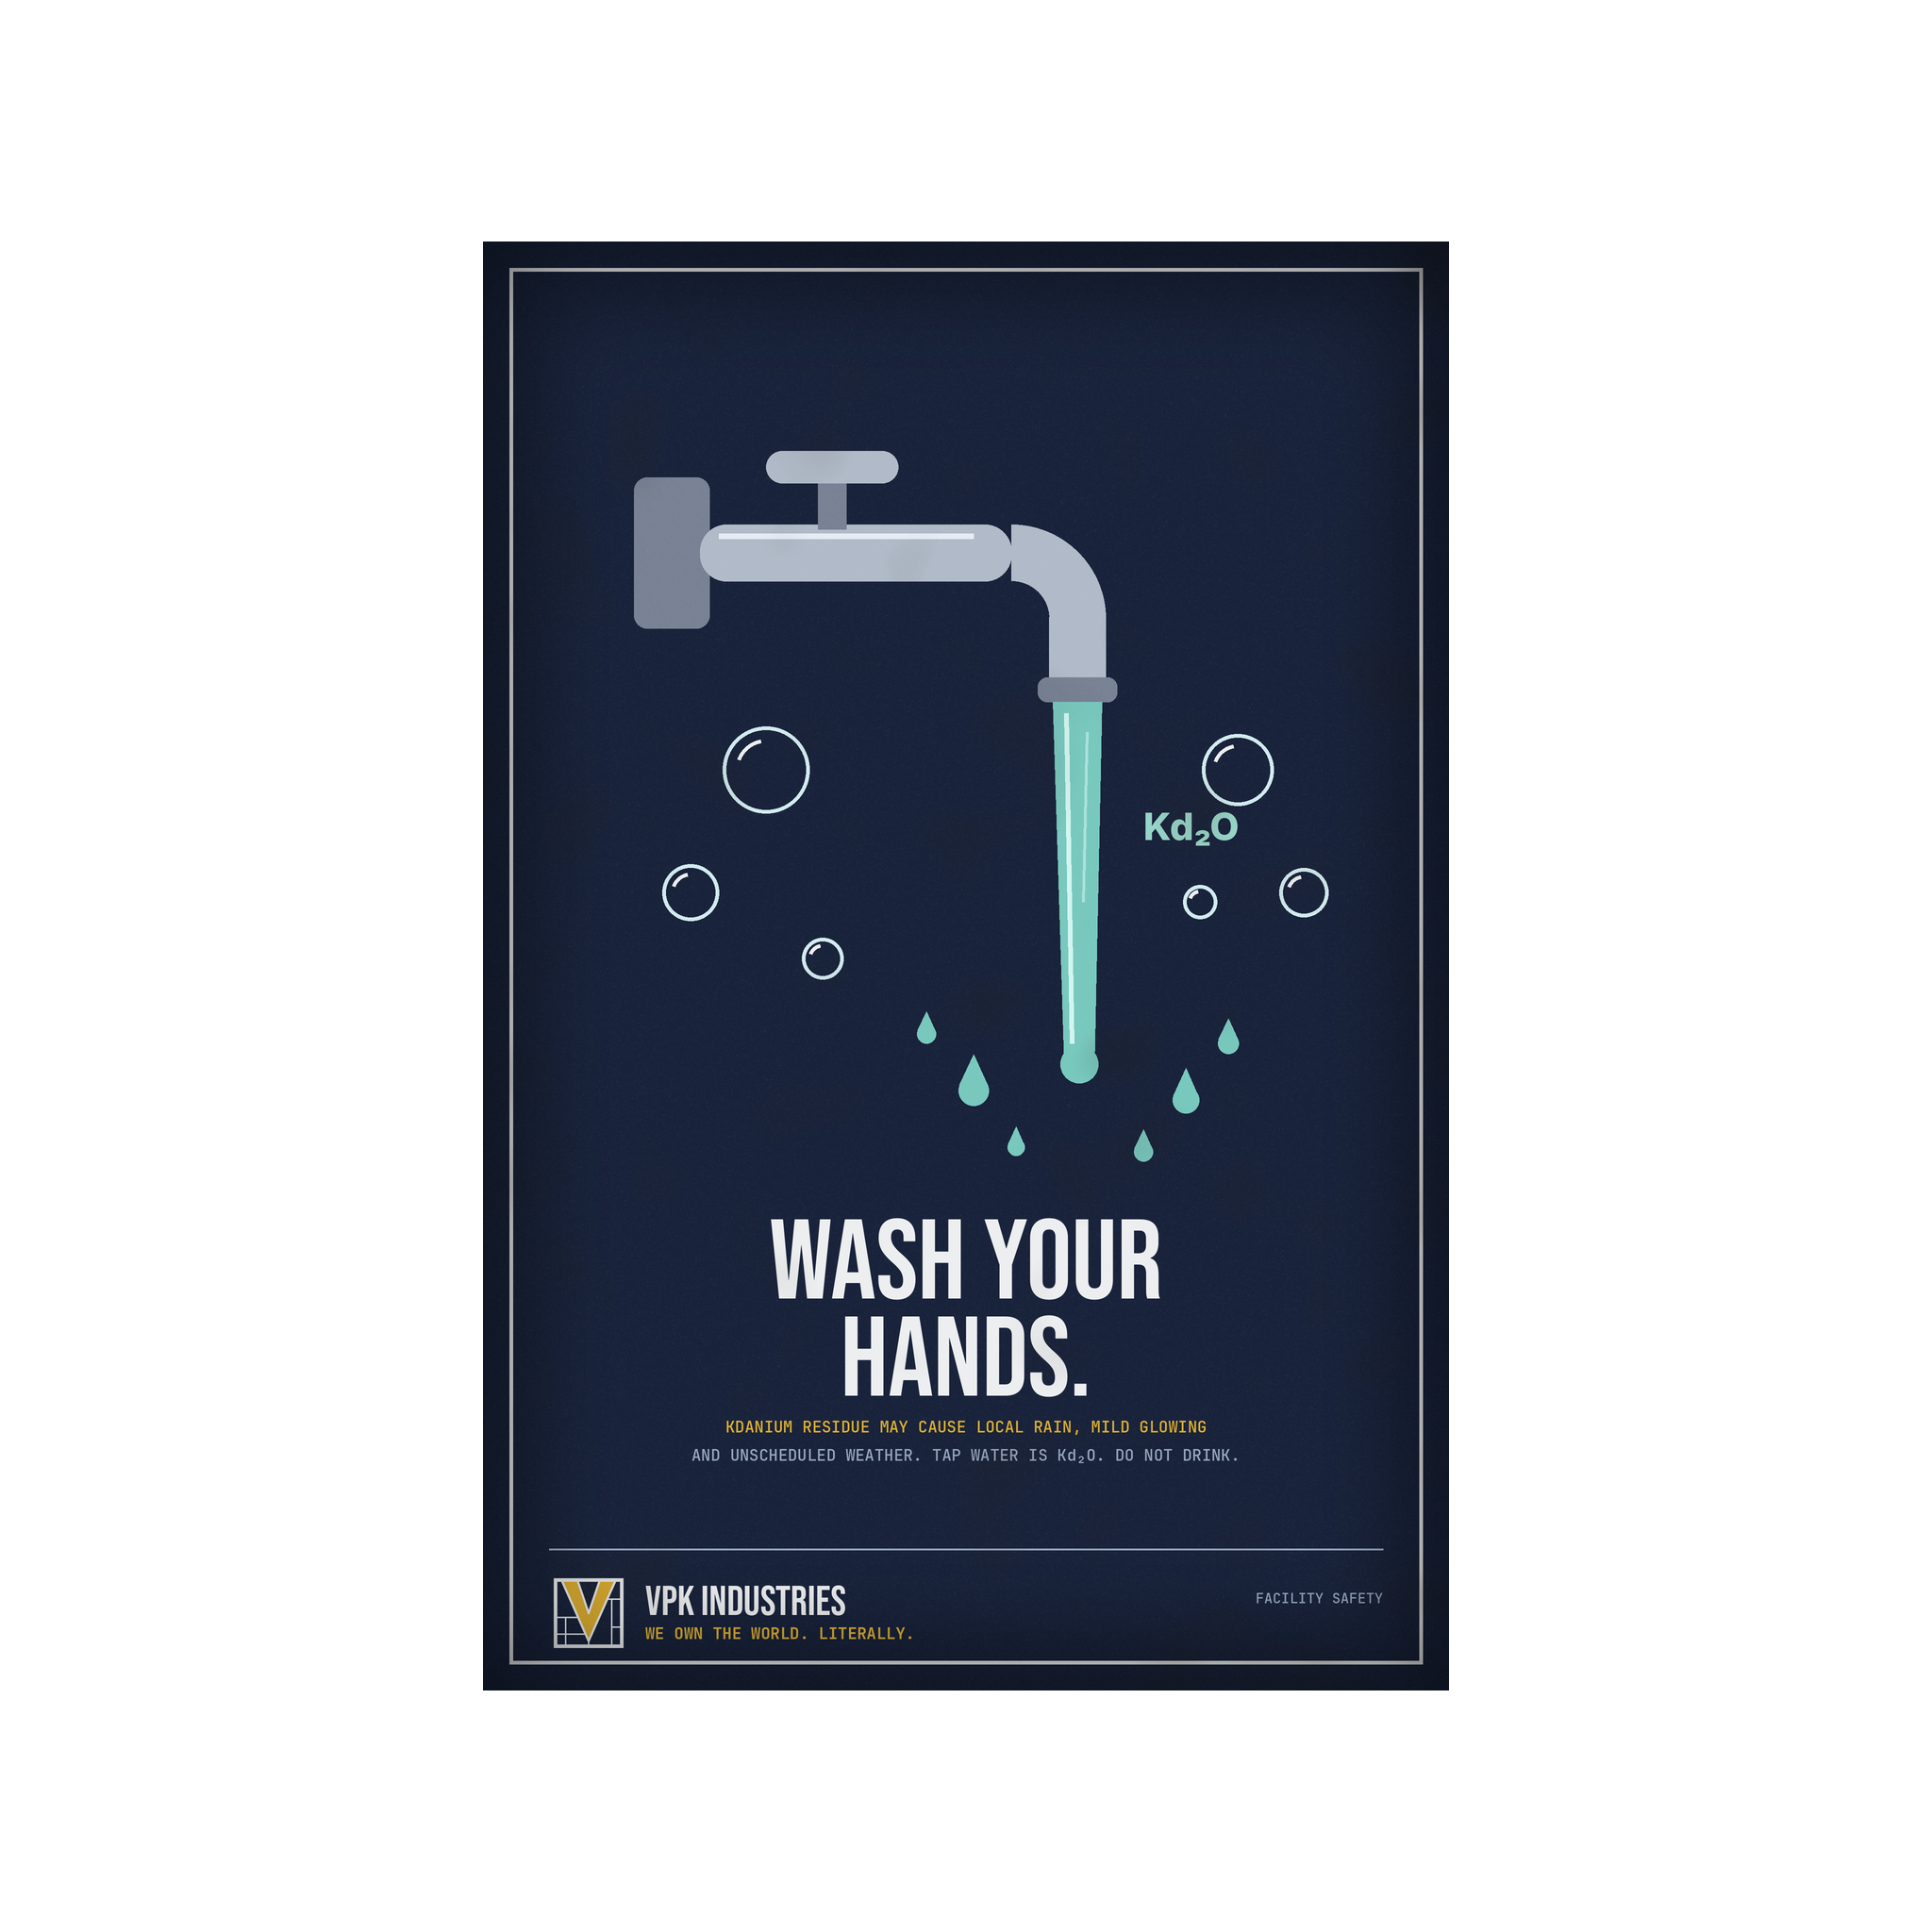 Kd₂O
WASH YOUR
HANDS.
KDANIUM RESIDUE MAY CAUSE LOCAL RAIN, MILD GLOWING
AND UNSCHEDULED WEATHER. TAP WATER IS Kd₂O. DO NOT DRINK.
V
VPK INDUSTRIES
WE OWN THE WORLD. LITERALLY.
FACILITY SAFETY